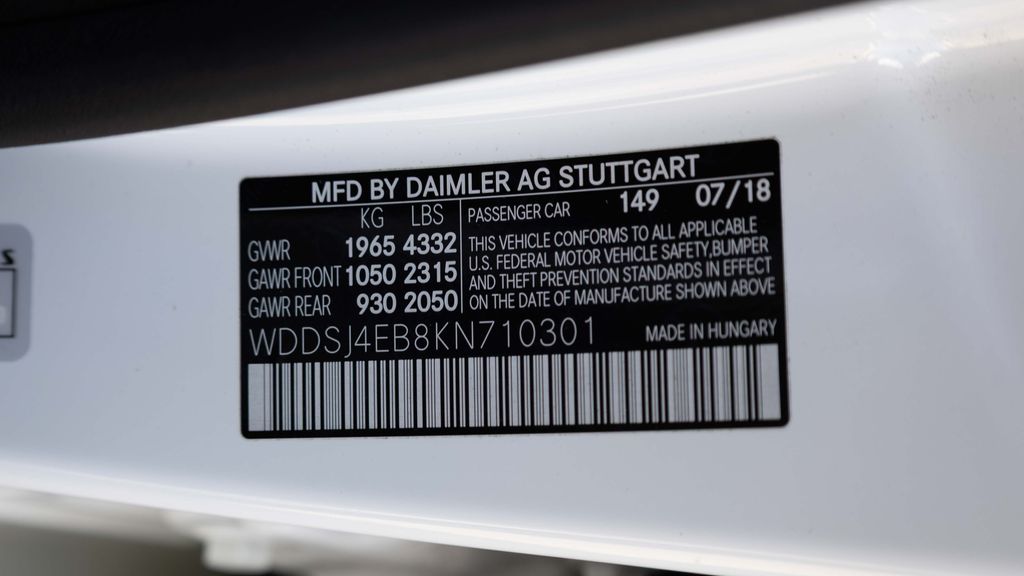 MFD BY DAIMLER AG STUTTGART
KG LBS
GVWR 1965 4332
GAWR FRONT 1050 2315
GAWR REAR 930 2050
PASSENGER CAR 149 07/18
THIS VEHICLE CONFORMS TO ALL APPLICABLE
U.S. FEDERAL MOTOR VEHICLE SAFETY,BUMPER
AND THEFT PREVENTION STANDARDS IN EFFECT
ON THE DATE OF MANUFACTURE SHOWN ABOVE
WDDSJ4EB8KN710301
MADE IN HUNGARY